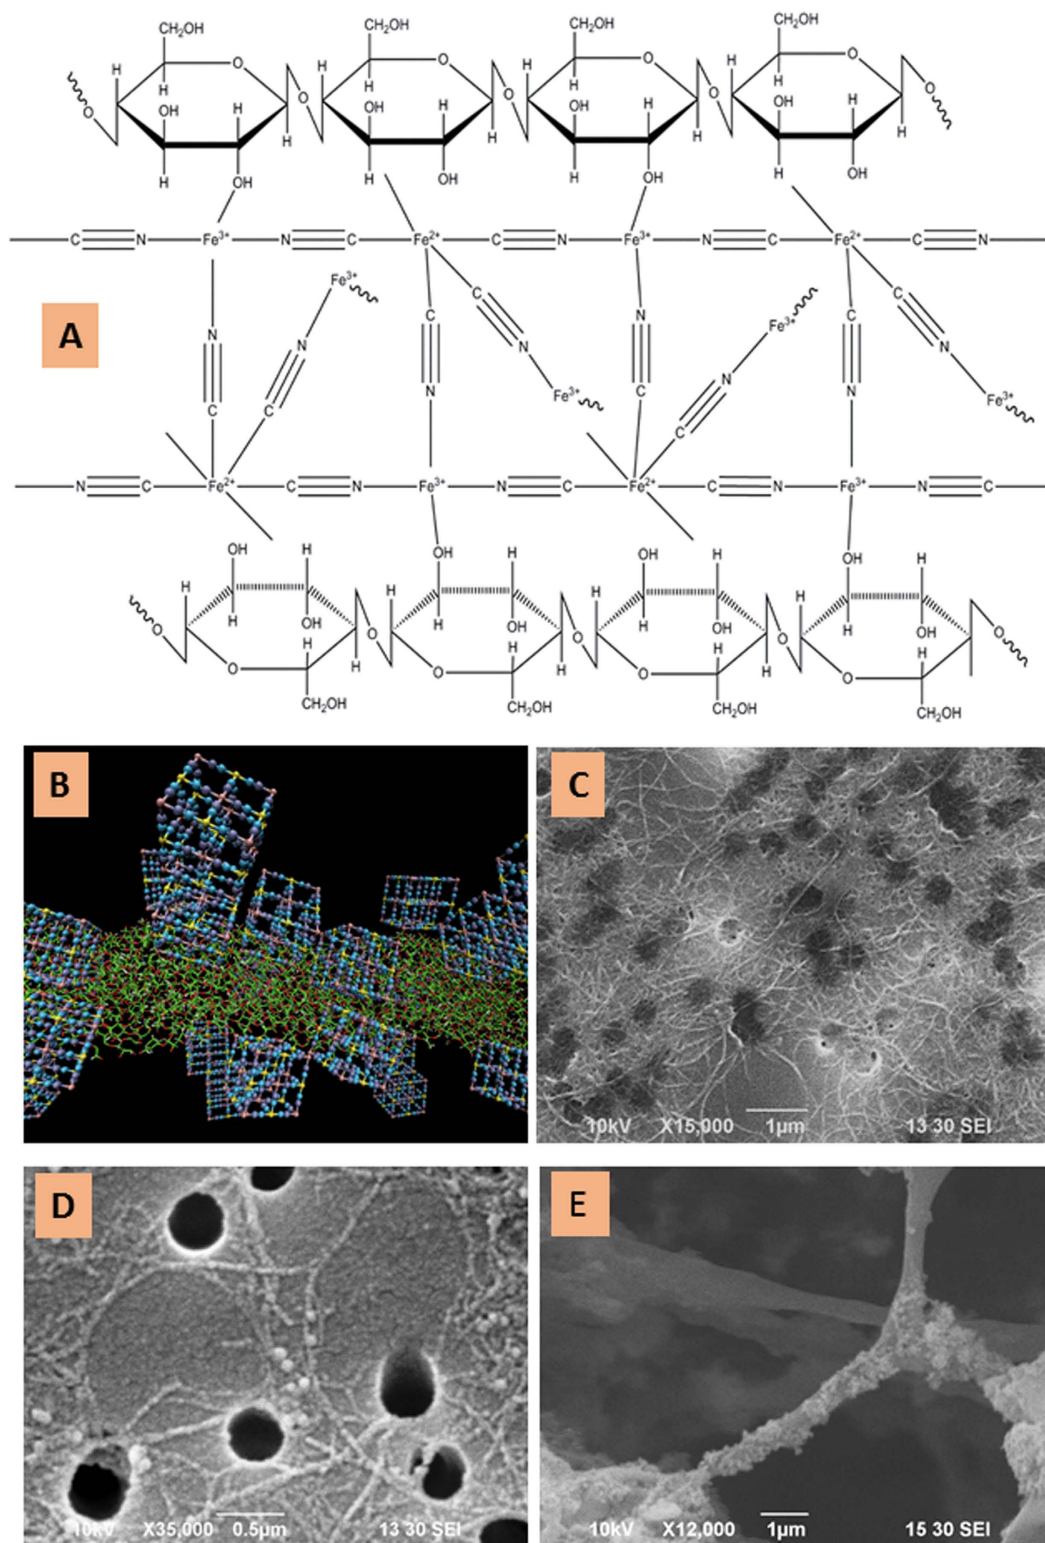 CH₂OH CH₂OH CH₂OH CH₂OH
H H O H H O H H O H H O
O OH H O OH H O OH H O OH H O
H H H H
H OH H OH H OH H OH
C N Fe³⁺ N C Fe²⁺ C N Fe³⁺ N C Fe²⁺ C N
Fe³⁺ C C
C N C Fe³⁺
A
N N N N
N N C N
Fe³⁺ Fe³⁺
C C C
N C Fe²⁺ C N Fe³⁺ N C Fe²⁺ C N Fe³⁺ N C
OH H OH H OH H OH H
H H H H
O H OH O H OH O H OH O H OH O
H H H H H H H
O O O O
CH₂OH CH₂OH CH₂OH CH₂OH
B
C
10kV X15,000 1µm 13 30 SEI
D
10kV X35,000 0.5µm 13 30 SEI
E
10kV X12,000 1µm 15 30 SEI